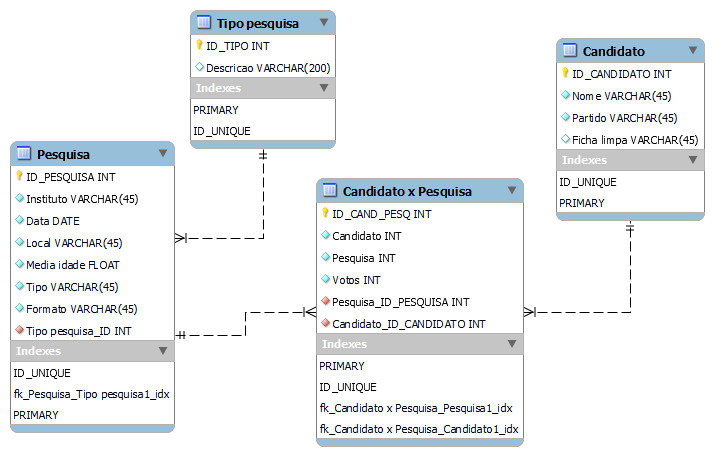 Tipo pesquisa
ID_TIPO INT
Descricao VARCHAR(200)
Indexes
PRIMARY
ID_UNIQUE
Candidato
ID_CANDIDATO INT
Nome VARCHAR(45)
Partido VARCHAR(45)
Ficha limpa VARCHAR(45)
Indexes
ID_UNIQUE
PRIMARY
Pesquisa
ID_PESQUISA INT
Instituto VARCHAR(45)
Data DATE
Local VARCHAR(45)
Media idade FLOAT
Tipo VARCHAR(45)
Formato VARCHAR(45)
Tipo pesquisa_ID INT
Indexes
ID_UNIQUE
fk_Pesquisa_Tipo pesquisa1_idx
PRIMARY
Candidato x Pesquisa
ID_CAND_PESQ INT
Candidato INT
Pesquisa INT
Votos INT
Pesquisa_ID_PESQUISA INT
Candidato_ID_CANDIDATO INT
Indexes
PRIMARY
ID_UNIQUE
fk_Candidato x Pesquisa_Pesquisa1_idx
fk_Candidato x Pesquisa_Candidato1_idx